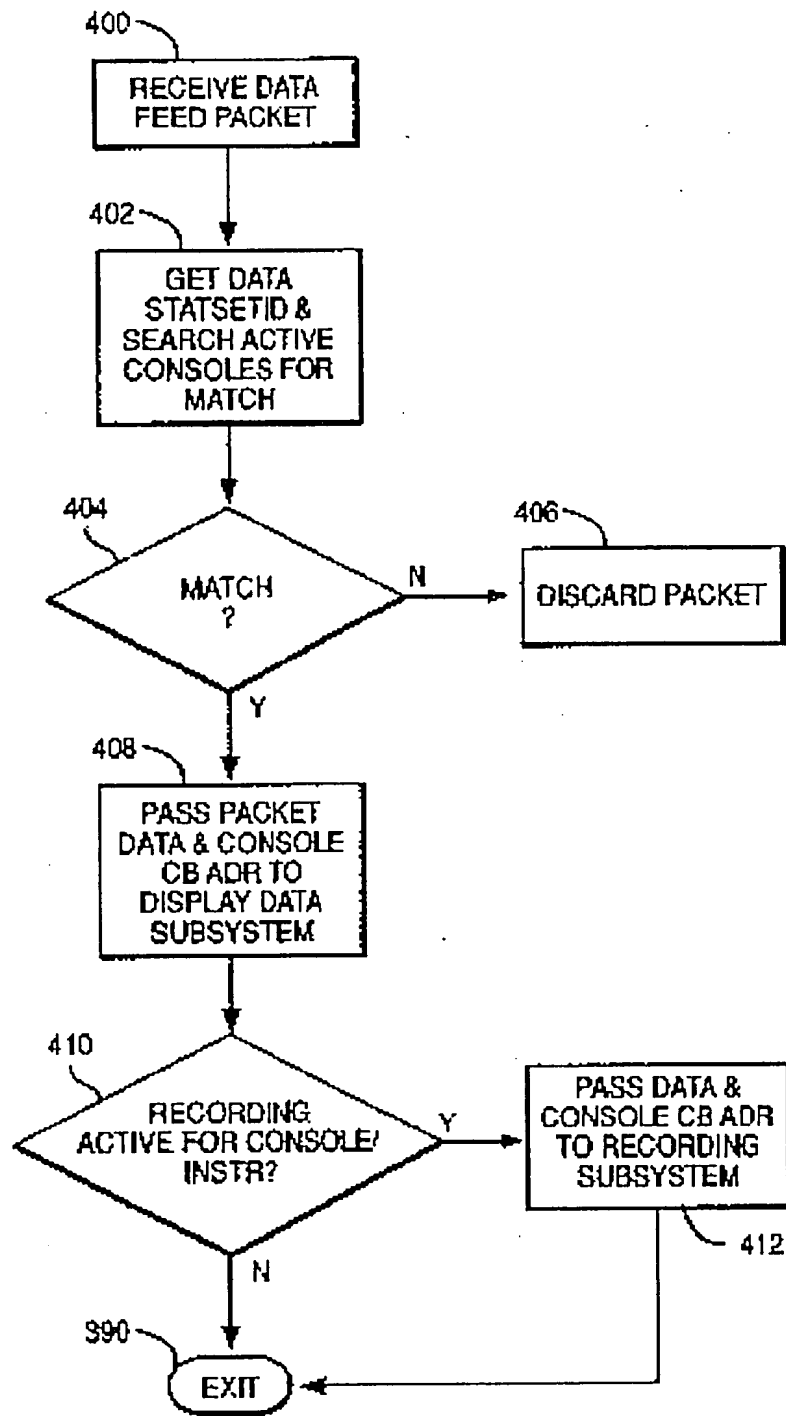 400
RECEIVE DATA
FEED PACKET
402
GET DATA
STATSETID &
SEARCH ACTIVE
CONSOLES FOR
MATCH
404
MATCH
?
N
406
DISCARD PACKET
Y
408
PASS PACKET
DATA & CONSOLE
CB ADR TO
DISPLAY DATA
SUBSYSTEM
410
RECORDING
ACTIVE FOR CONSOLE/
INSTR?
Y
PASS DATA &
CONSOLE CB ADR
TO RECORDING
SUBSYSTEM
412
N
S90
EXIT